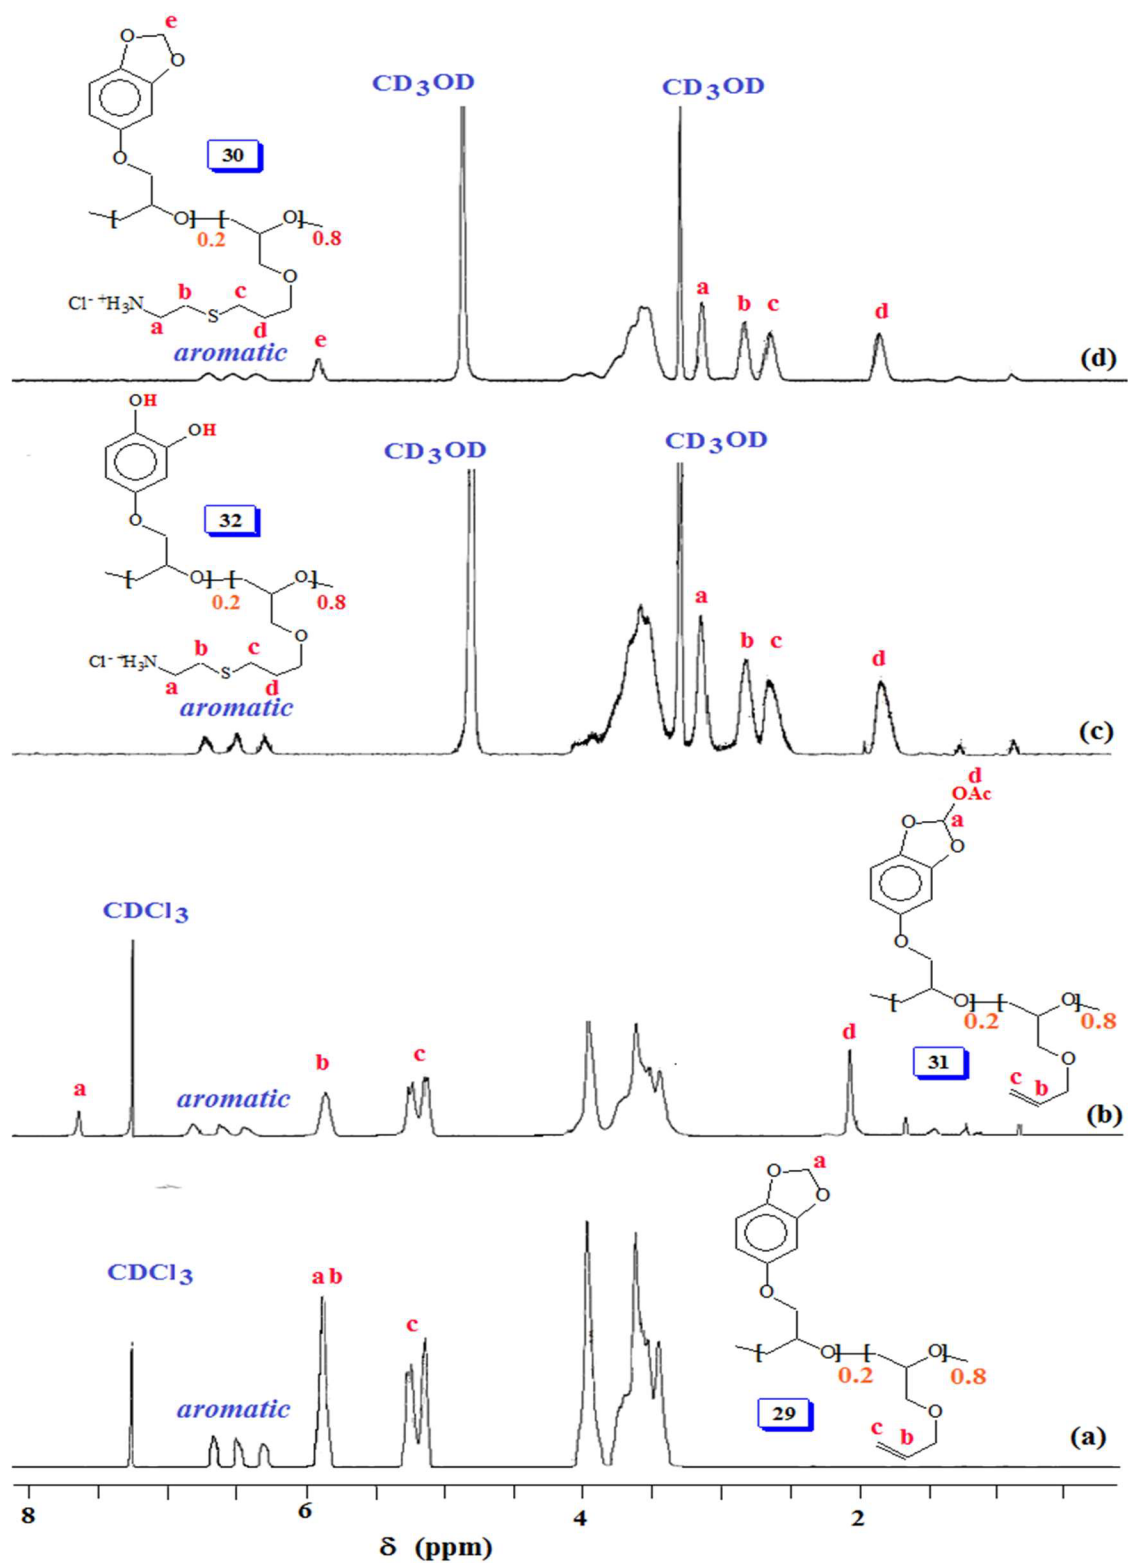 e
O
O
CD3OD
CD3OD
O
30
O]
[
O]
[
0.2
0.8
Cl- +H3N
b
c
O
a
S
d
aromatic
e
a
b
c
d
(d)
OH
OH
CD3OD
CD3OD
O
32
[
O]
[
O]
0.2
0.8
Cl- +H3N
b
c
O
a
S
d
aromatic
a
b
c
d
(c)
d
OAc
O
a
O
CDCl3
O
[
O]
[
O]
0.2
0.8
31
O
c
b
a
aromatic
b
c
d
(b)
a
O
O
CDCl3
a b
c
O
[
O]
[
O]
0.2
0.8
aromatic
29
O
c
b
(a)
8
6
4
2
δ (ppm)